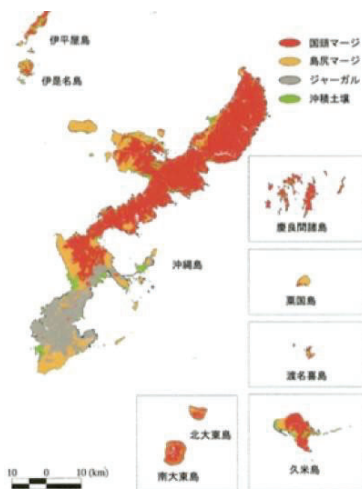 伊平屋島
伊是名島
国頭マージ
島尻マージ
ジャーガル
沖積土壌
沖縄島
慶良間諸島
粟国島
渡名喜島
北大東島
南大東島
久米島
10 0 10 (km)